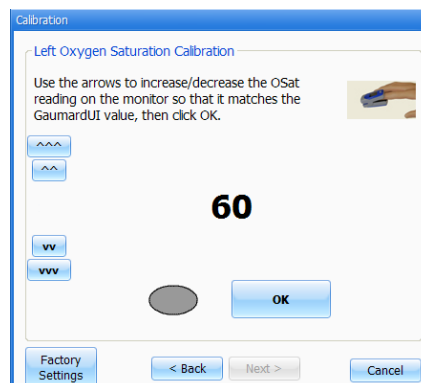 Calibration
Left Oxygen Saturation Calibration
Use the arrows to increase/decrease the OSat
reading on the monitor so that it matches the
GaumardUI value, then click OK.
^^^
^^
60
vv
vvv
OK
Factory
Settings
< Back
Next >
Cancel